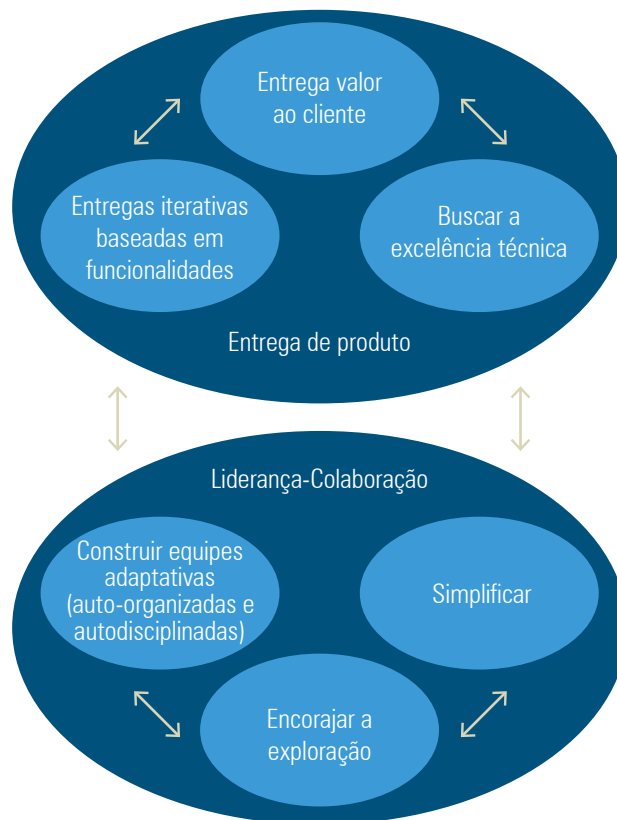 Entrega valor
ao cliente
Entregas iterativas
baseadas em
funcionalidades
Buscar a
excelência técnica
Entrega de produto
Liderança-Colaboração
Construir equipes
adaptativas
(auto-organizadas e
autodisciplinadas)
Simplificar
Encorajar a
exploração